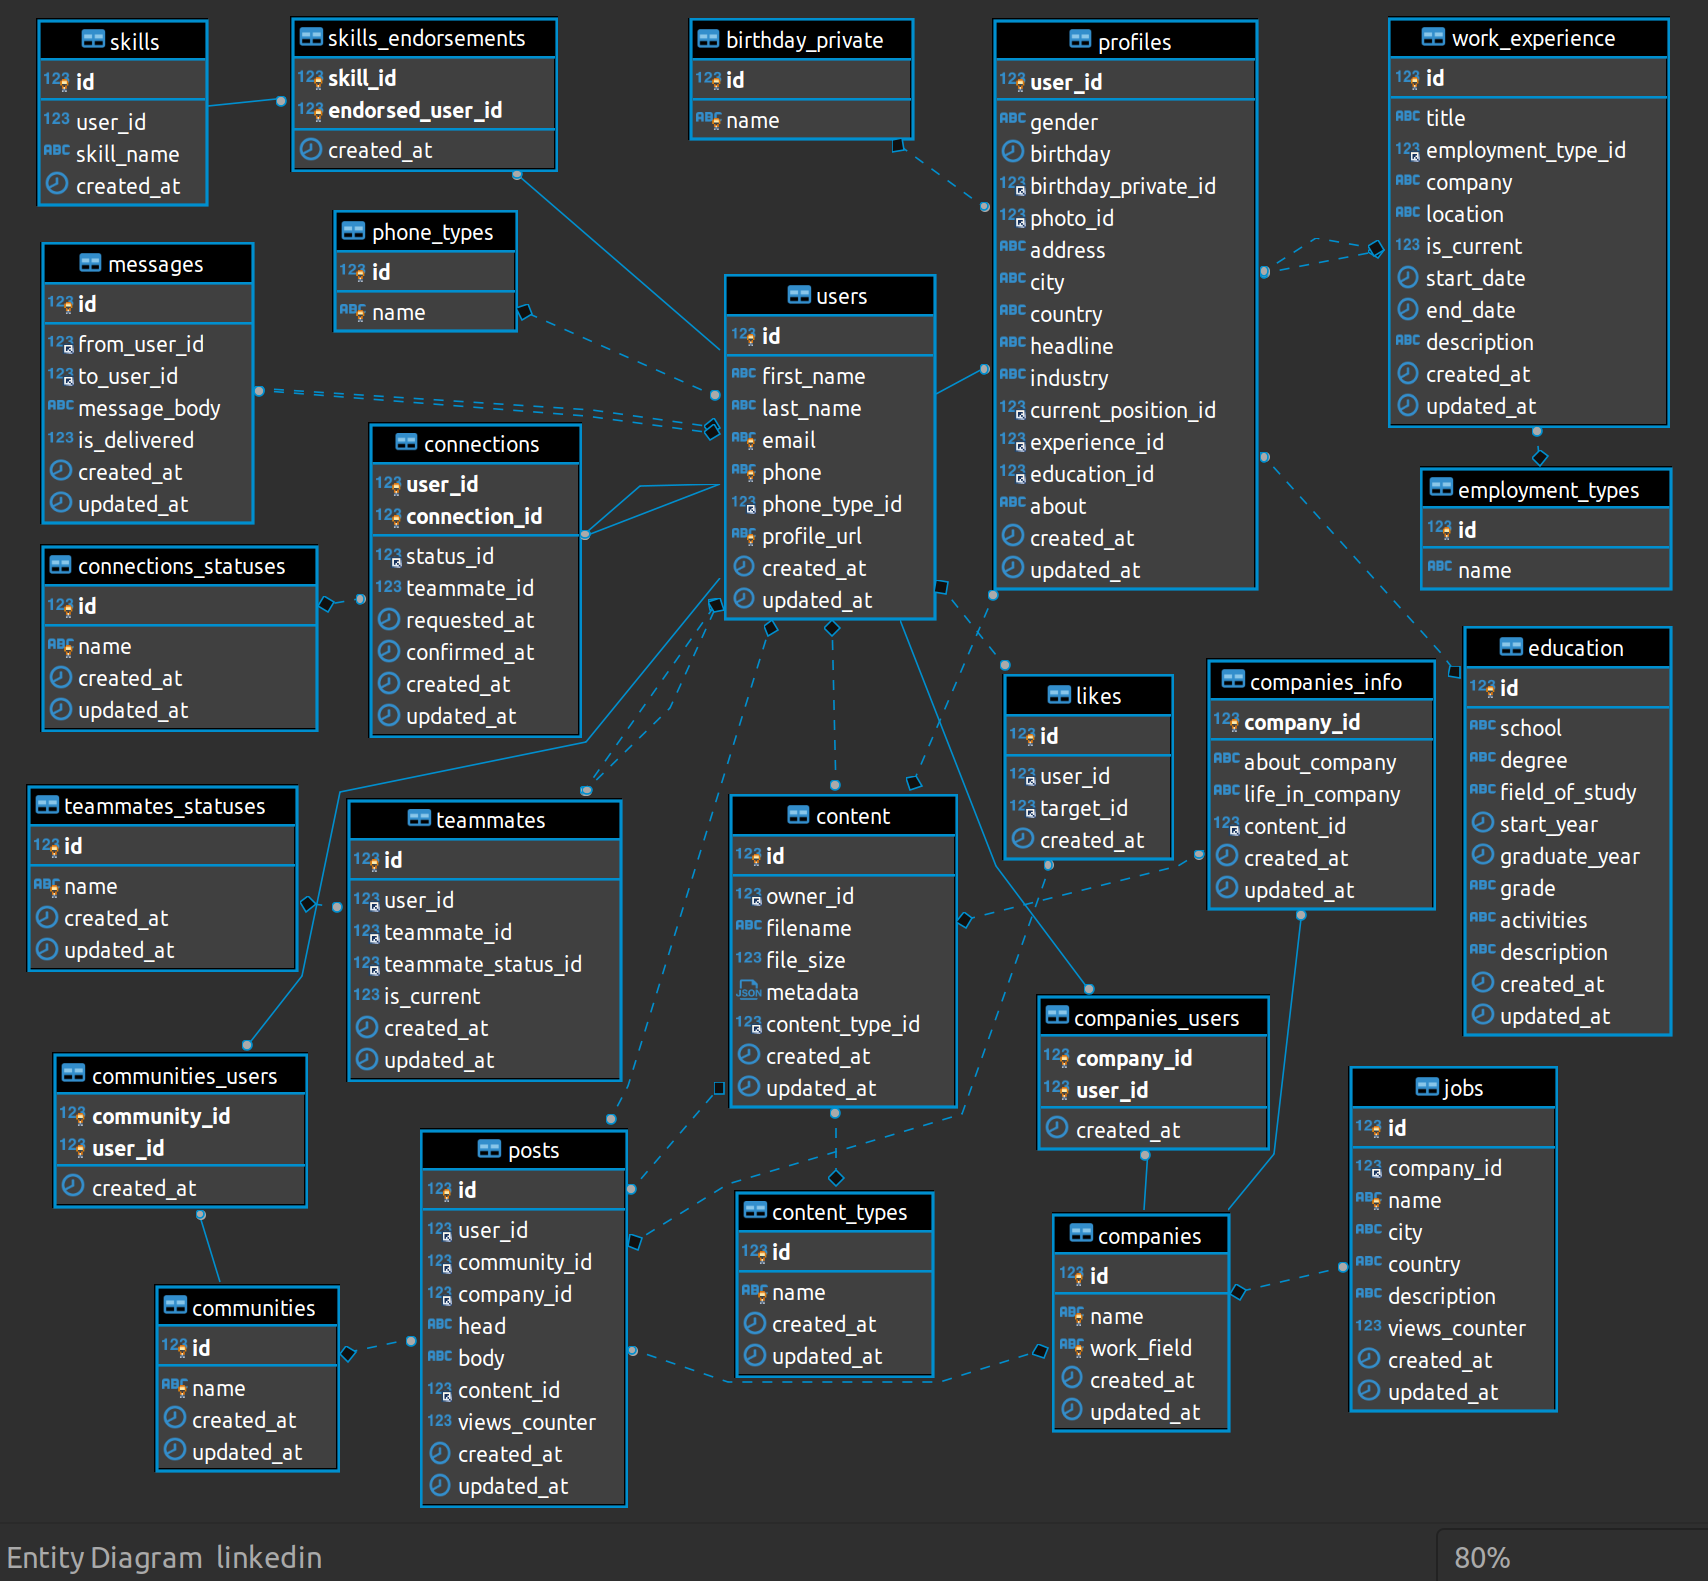 skills
id
user_id
skill_name
created_at
skills_endorsements
skill_id
endorsed_user_id
created_at
birthday_private
id
name
profiles
user_id
gender
birthday
birthday_private_id
photo_id
address
city
country
headline
industry
current_position_id
experience_id
education_id
about
created_at
updated_at
work_experience
id
title
employment_type_id
company
location
is_current
start_date
end_date
description
created_at
updated_at
phone_types
id
name
messages
id
from_user_id
to_user_id
message_body
is_delivered
created_at
updated_at
users
id
first_name
last_name
email
phone
phone_type_id
profile_url
created_at
updated_at
connections
user_id
connection_id
status_id
teammate_id
requested_at
confirmed_at
created_at
updated_at
employment_types
id
name
connections_statuses
id
name
created_at
updated_at
education
id
school
degree
field_of_study
start_year
graduate_year
grade
activities
description
created_at
updated_at
likes
id
user_id
target_id
created_at
companies_info
company_id
about_company
life_in_company
content_id
created_at
updated_at
teammates_statuses
id
name
created_at
updated_at
teammates
id
user_id
teammate_id
teammate_status_id
is_current
created_at
updated_at
content
id
owner_id
filename
file_size
metadata
content_type_id
created_at
updated_at
companies_users
company_id
user_id
created_at
communities_users
community_id
user_id
created_at
jobs
id
company_id
name
city
country
description
views_counter
created_at
updated_at
posts
id
user_id
community_id
company_id
head
body
content_id
views_counter
created_at
updated_at
content_types
id
name
created_at
updated_at
companies
id
name
work_field
created_at
updated_at
communities
id
name
created_at
updated_at
Entity Diagram linkedin
80%